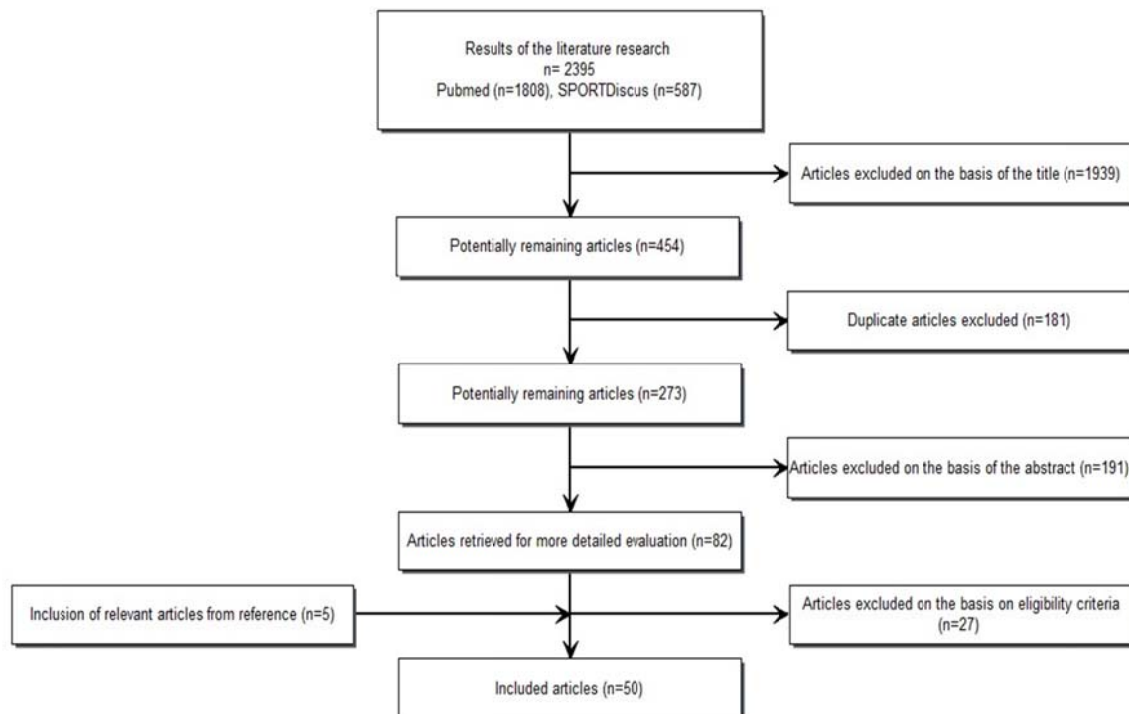 Results of the literature research
n= 2395
Pubmed (n=1808), SPORTDiscus (n=587)
Articles excluded on the basis of the title (n=1939)
Potentially remaining articles (n=454)
Duplicate articles excluded (n=181)
Potentially remaining articles (n=273)
Articles excluded on the basis of the abstract (n=191)
Articles retrieved for more detailed evaluation (n=82)
Inclusion of relevant articles from reference (n=5)
Articles excluded on the basis on eligibility criteria
(n=27)
Included articles (n=50)